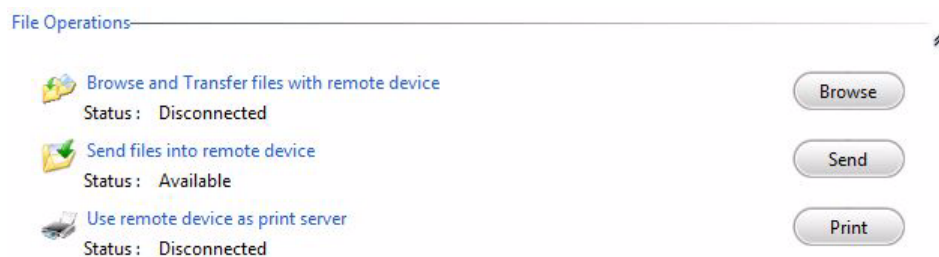 File Operations
Browse and Transfer files with remote device
Browse
Status : Disconnected
Send files into remote device
Send
Status : Available
Use remote device as print server
Print
Status : Disconnected